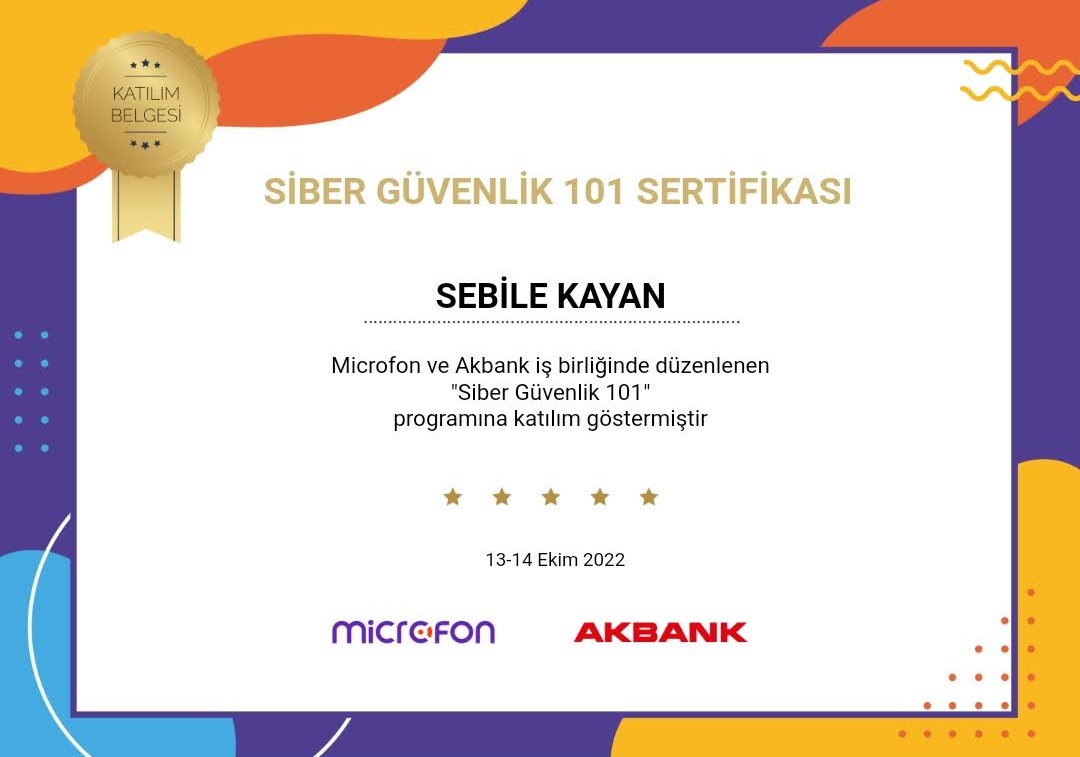 KATILIM
BELGESİ
SİBER GÜVENLİK 101 SERTİFİKASI
SEBİLE KAYAN
Microfon ve Akbank iş birliğinde düzenlenen
"Siber Güvenlik 101"
programına katılım göstermiştir
13-14 Ekim 2022
microfon
AKBANK